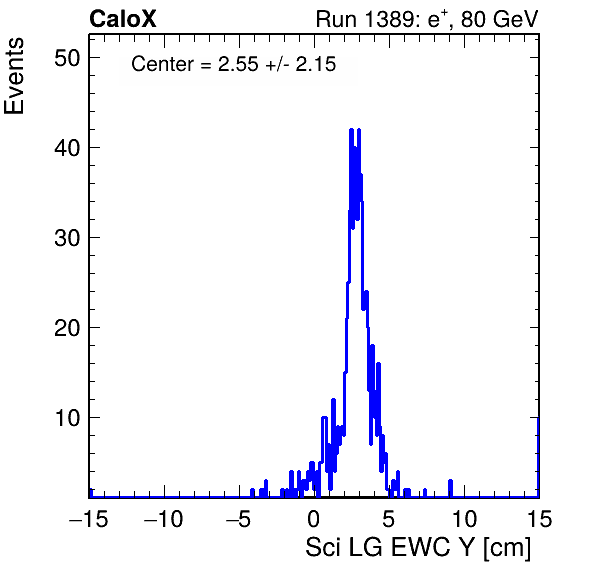 CaloX Run 1389: e+, 80 GeV
Events
Center = 2.55 +/- 2.15
50
40
30
20
10
−15 −10 −5 0 5 10 15
Sci LG EWC Y [cm]